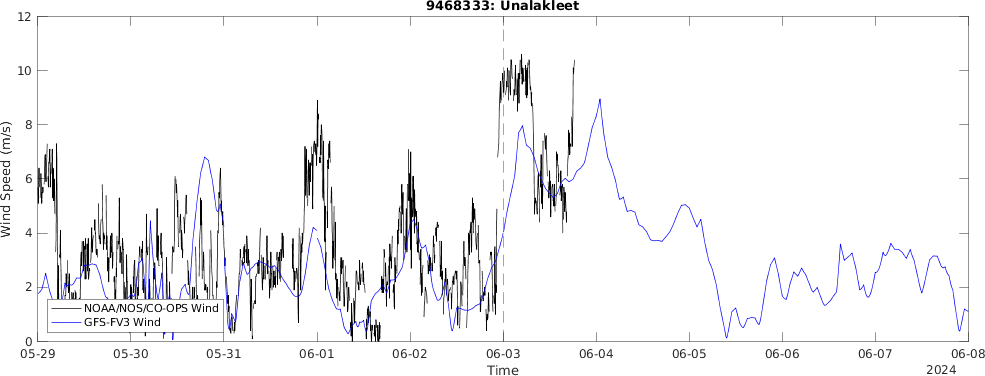 9468333: Unalakleet
Wind Speed (m/s)
12
10
8
6
4
2
0
NOAA/NOS/CO-OPS Wind
GFS-FV3 Wind
05-29 05-30 05-31 06-01 06-02 06-03 06-04 06-05 06-06 06-07 06-08
Time
2024